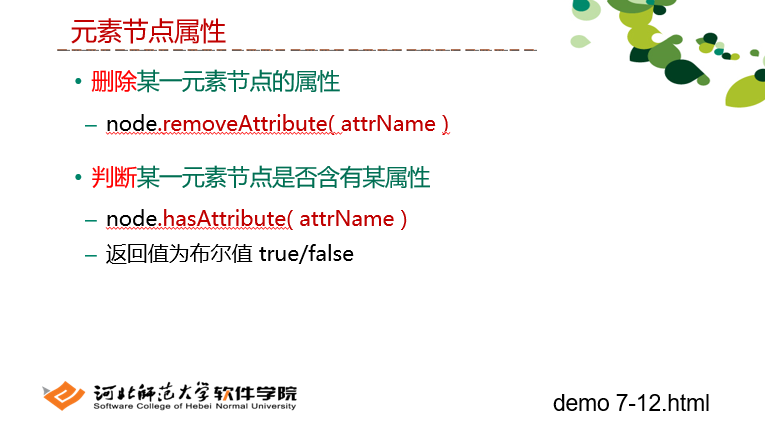 元素节点属性
• 删除某一元素节点的属性
– node.removeAttribute( attrName )
• 判断某一元素节点是否含有某属性
– node.hasAttribute( attrName )
– 返回值为布尔值 true/false
河北师范大学软件学院
Software College of Hebei Normal University
demo 7-12.html